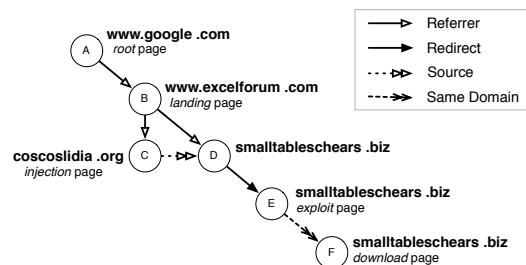 www.google .com
A
root page
www.excelforum .com
B
landing page
coscoslidia .org
C
injection page
D
smalltableschears .biz
smalltableschears .biz
E
exploit page
smalltableschears .biz
F
download page
Referrer
Redirect
Source
Same Domain